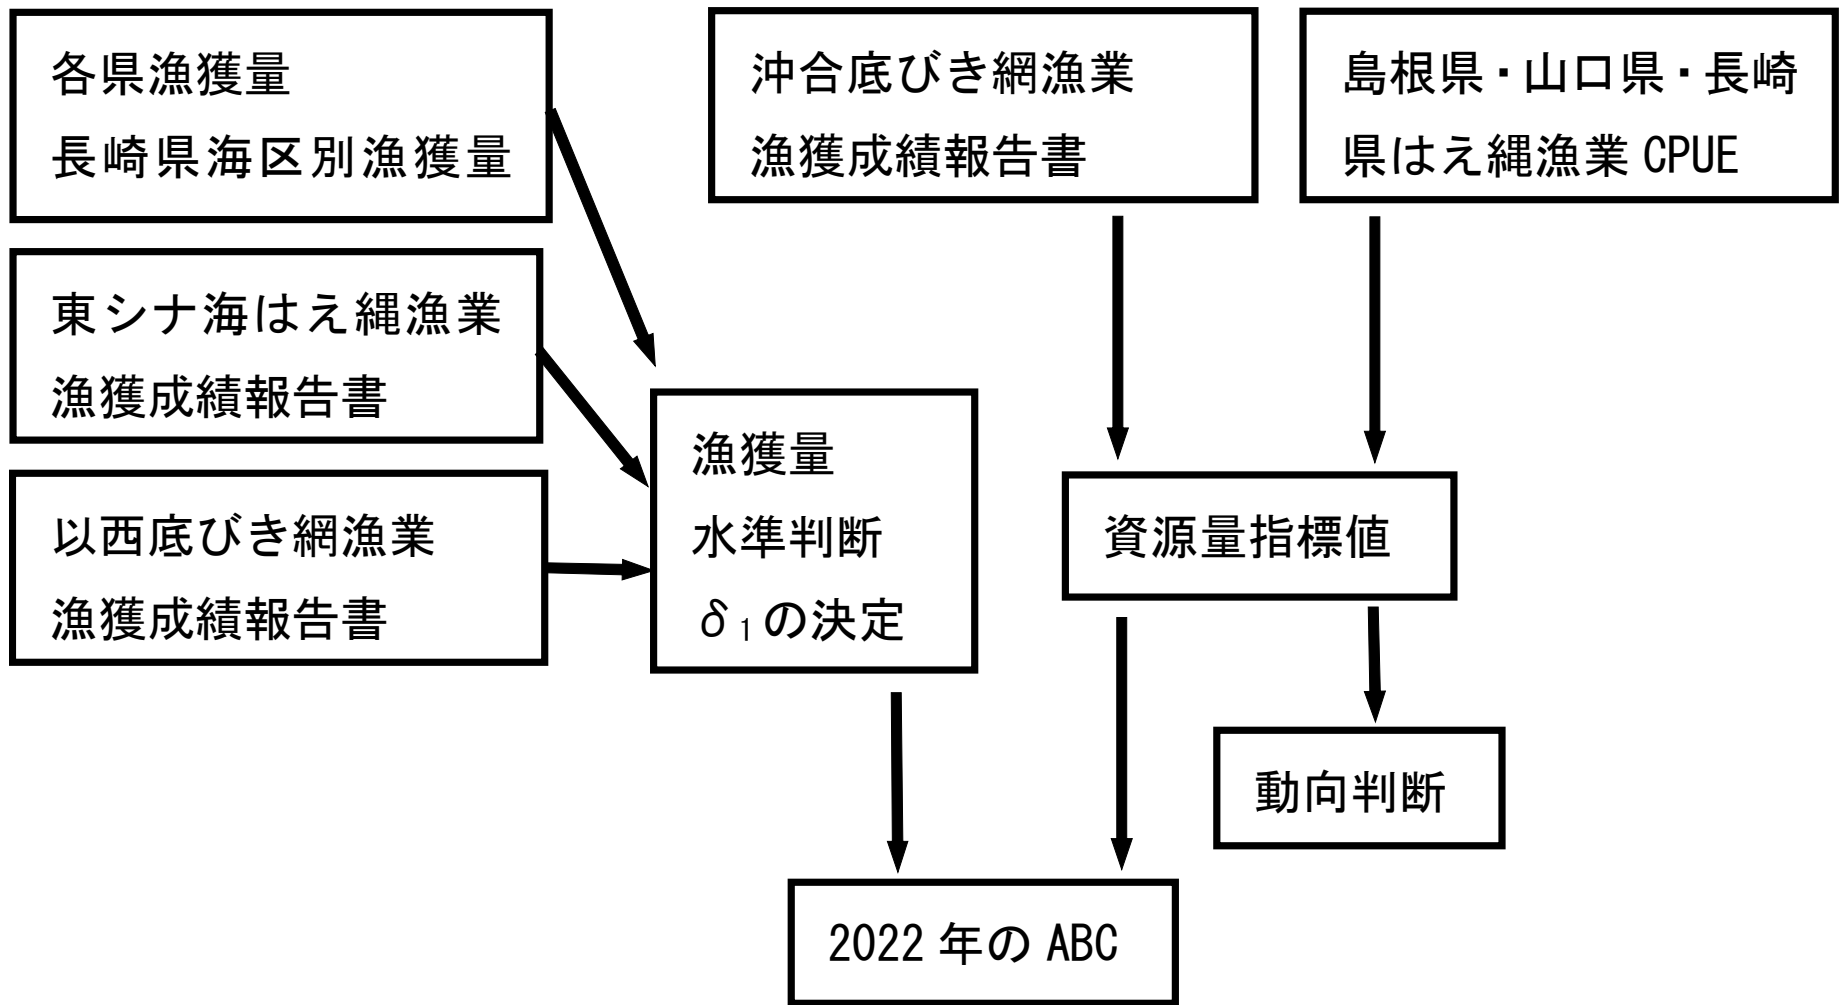 各県漁獲量
長崎県海区別漁獲量
沖合底びき網漁業
漁獲成績報告書
島根県・山口県・長崎
県はえ縄漁業 CPUE
東シナ海はえ縄漁業
漁獲成績報告書
以西底びき網漁業
漁獲成績報告書
漁獲量
水準判断
δ₁の決定
資源量指標値
動向判断
2022 年の ABC